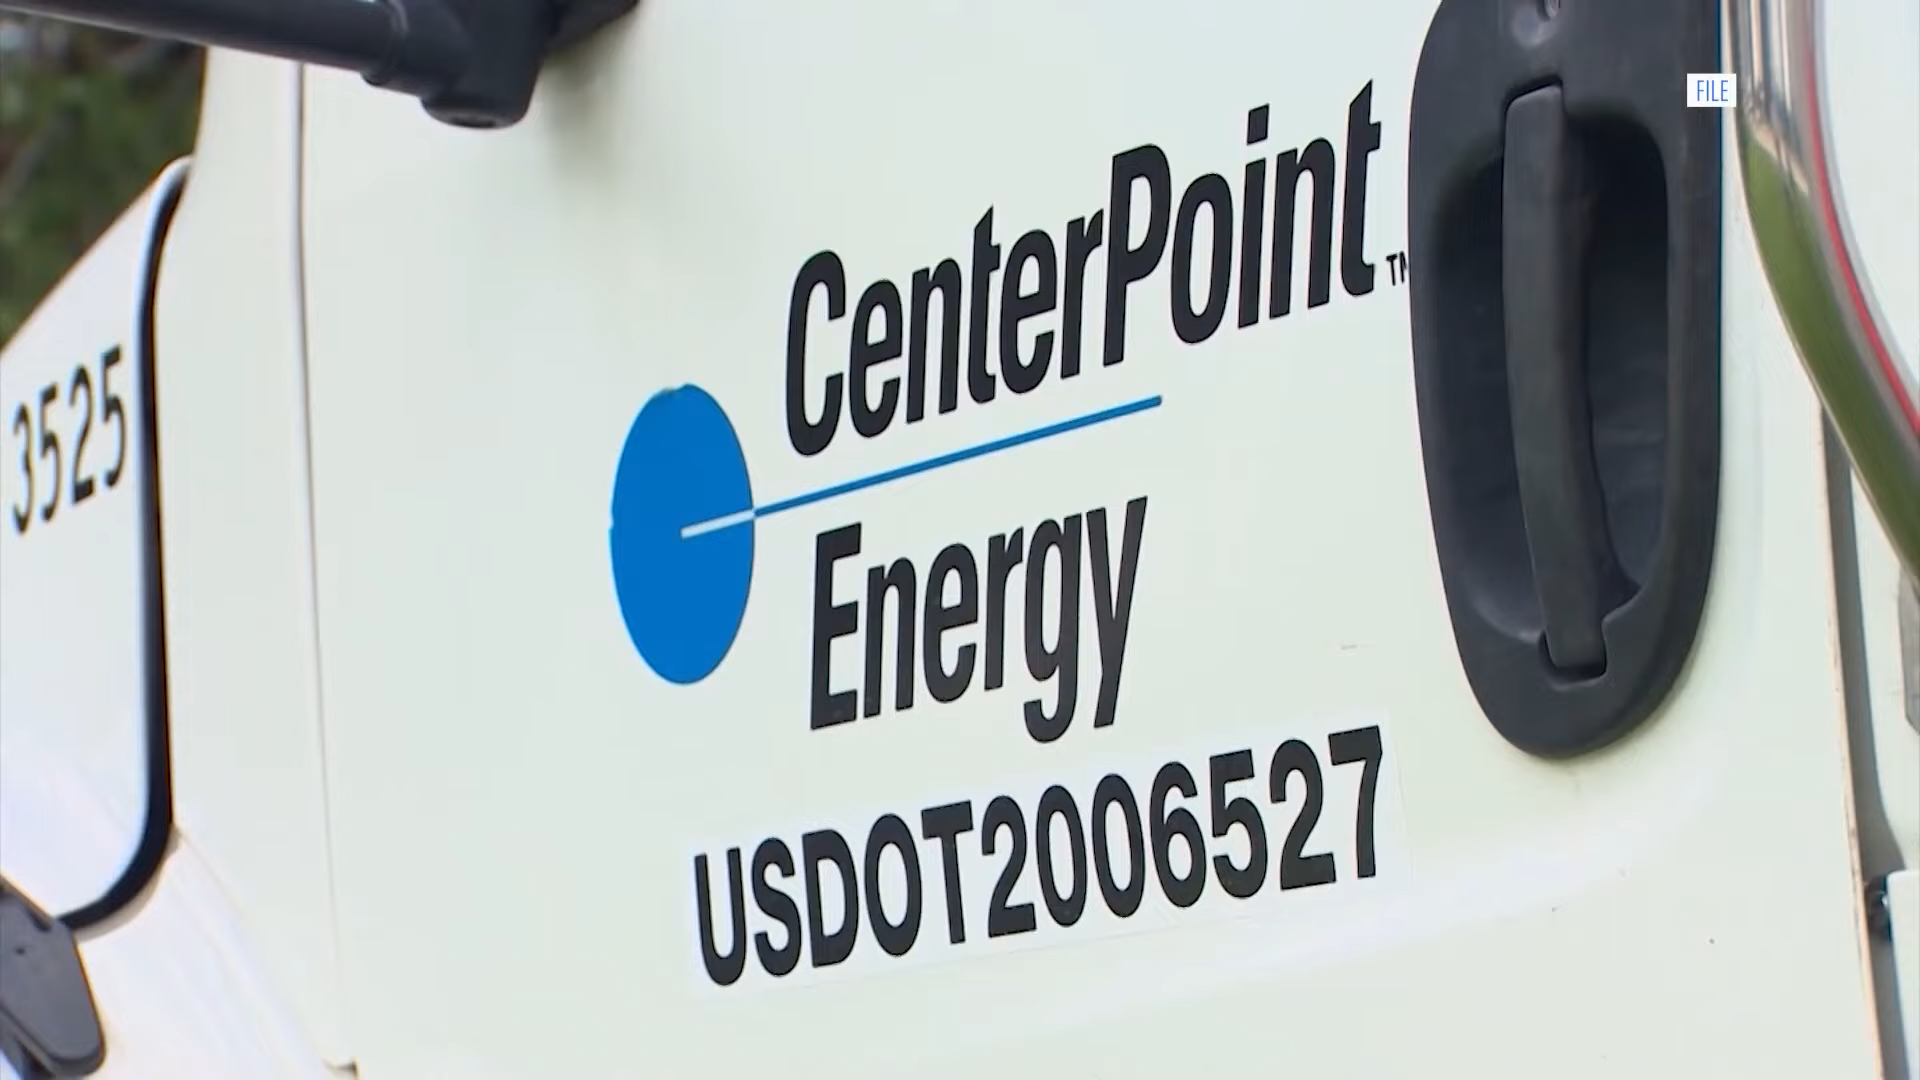 FILE
CenterPoint™
Energy
3525
USDOT2006527